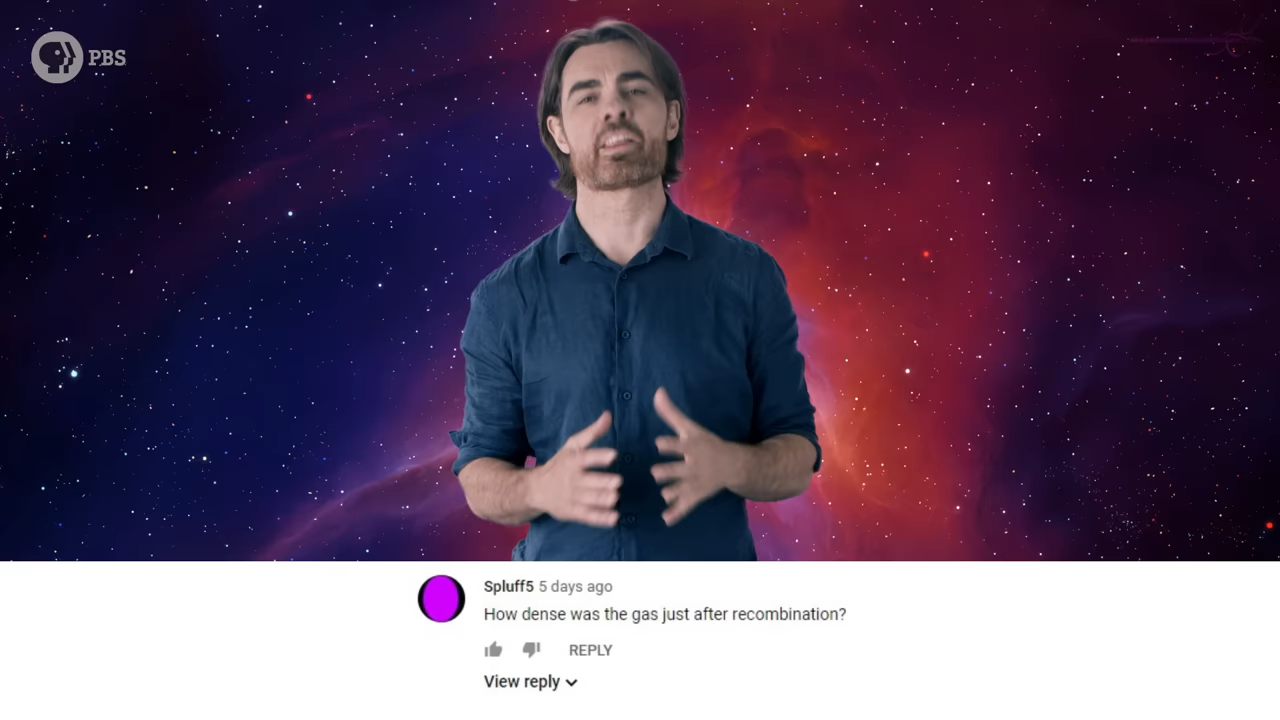 PBS
Spluff5 5 days ago
How dense was the gas just after recombination?
REPLY
View reply